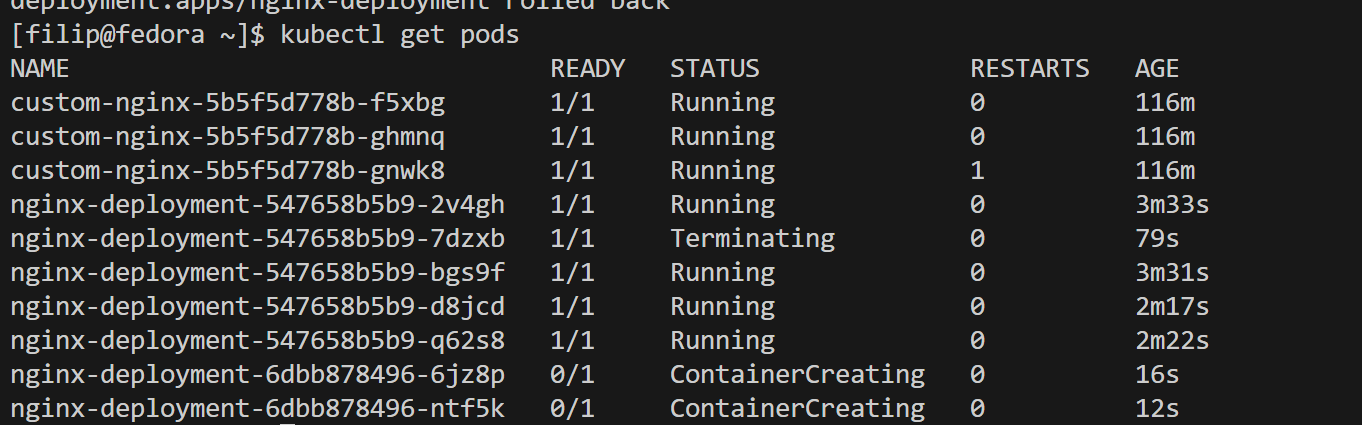 deployment.apps/nginx-deployment rolled back
[filip@fedora ~]$ kubectl get pods
NAME                                READY   STATUS              RESTARTS   AGE
custom-nginx-5b5f5d778b-f5xbg       1/1     Running             0          116m
custom-nginx-5b5f5d778b-ghmnq       1/1     Running             0          116m
custom-nginx-5b5f5d778b-gnwk8       1/1     Running             1          116m
nginx-deployment-547658b5b9-2v4gh   1/1     Running             0          3m33s
nginx-deployment-547658b5b9-7dzxb   1/1     Terminating         0          79s
nginx-deployment-547658b5b9-bgs9f   1/1     Running             0          3m31s
nginx-deployment-547658b5b9-d8jcd   1/1     Running             0          2m17s
nginx-deployment-547658b5b9-q62s8   1/1     Running             0          2m22s
nginx-deployment-6dbb878496-6jz8p   0/1     ContainerCreating   0          16s
nginx-deployment-6dbb878496-ntf5k   0/1     ContainerCreating   0          12s